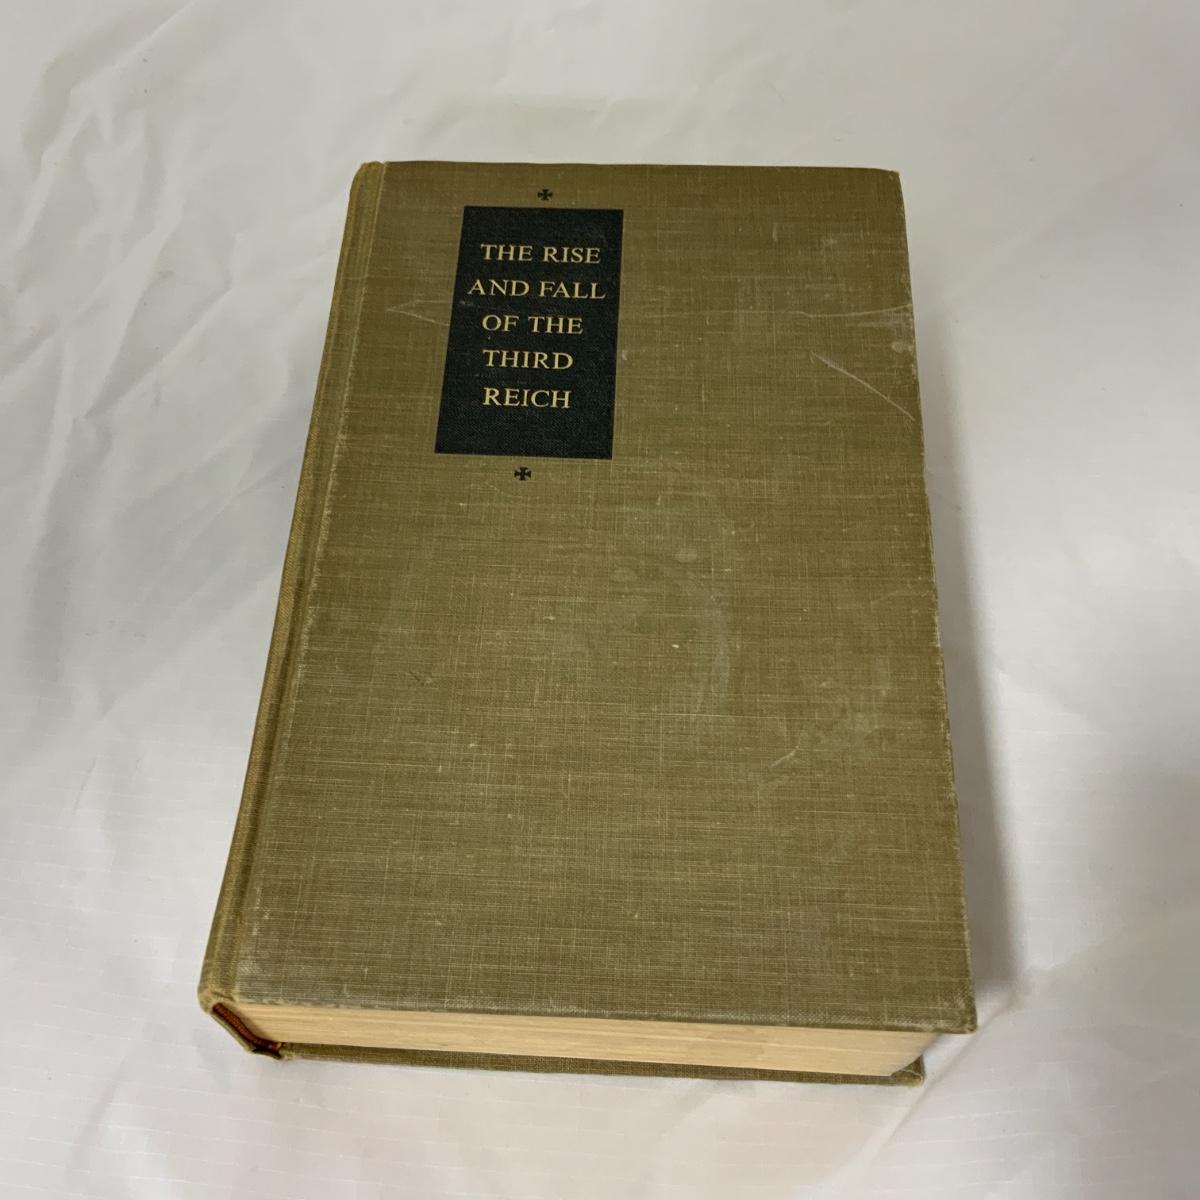 THE RISE
AND FALL
OF THE
THIRD
REICH